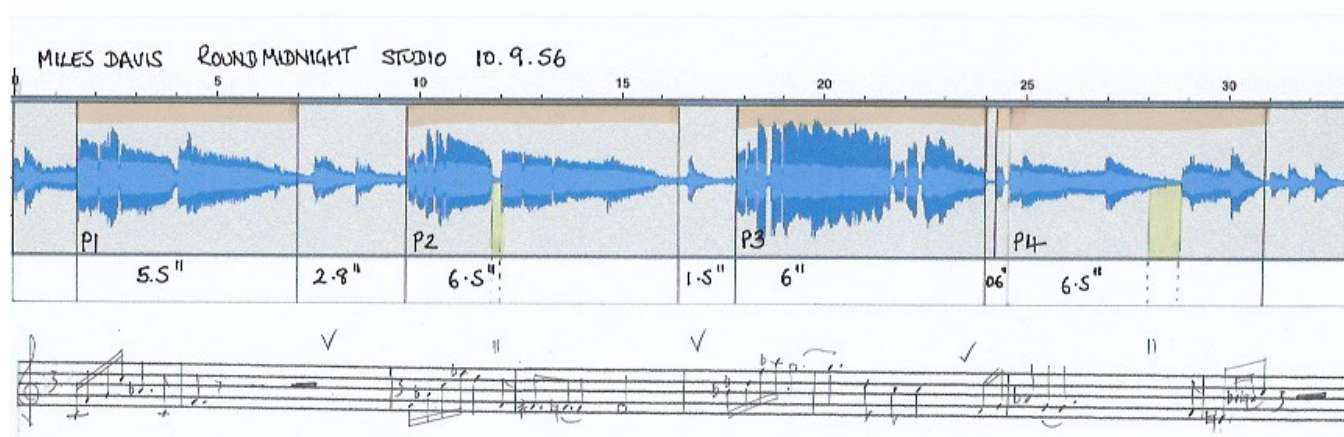 MILES DAVIS ROUND MIDNIGHT STUDIO 10.9.56
0 5 10 15 20 25 30
P1 P2 P3 P4
5.5" 2.8" 6.5" 1.5" 6" 06" 6.5"